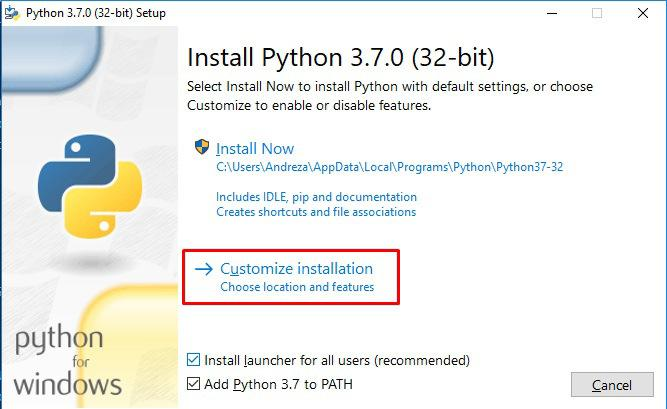 Python 3.7.0 (32-bit) Setup
Install Python 3.7.0 (32-bit)
Select Install Now to install Python with default settings, or choose
Customize to enable or disable features.
Install Now
C:\Users\Andreza\AppData\Local\Programs\Python\Python37-32
Includes IDLE, pip and documentation
Creates shortcuts and file associations
Customize installation
Choose location and features
python
for
windows
Install launcher for all users (recommended)
Add Python 3.7 to PATH
Cancel